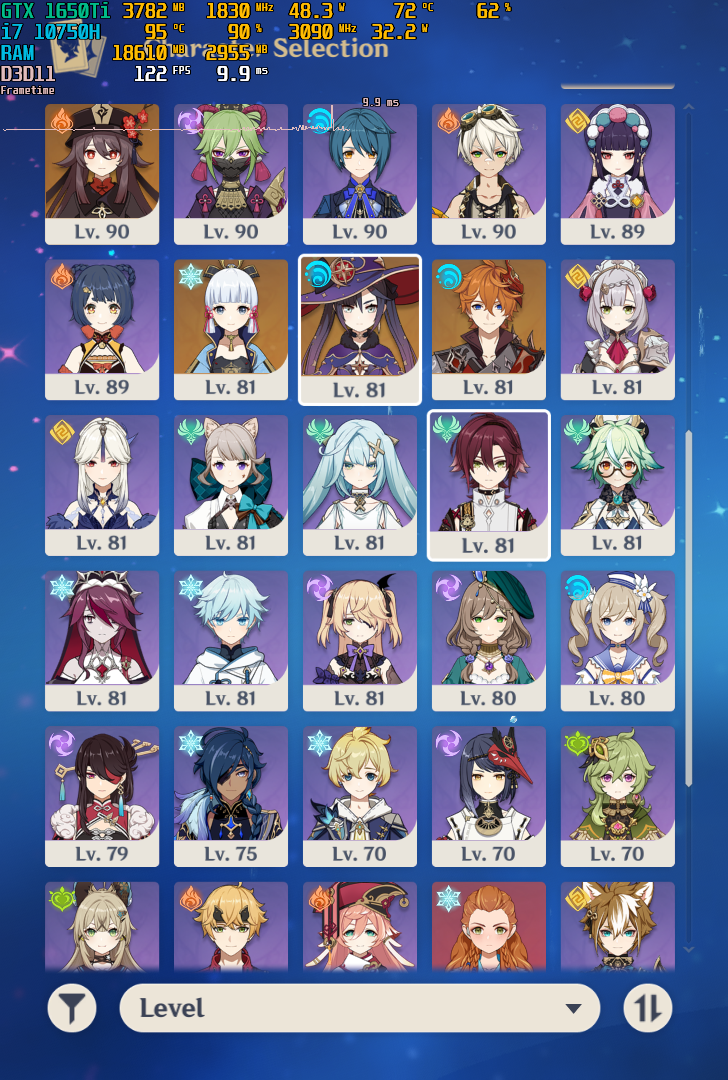 GTX 1650Ti 3782 MB 1830 MHz 48.3 W 72 °C 62 %
i7 10750H 95 °C 90 % 3090 MHz 32.2 W
Character Selection
RAM 18610 MB 2955 MB
D3D11 122 FPS 9.9 ms
Frametime
9.9 ms
Lv. 90 Lv. 90 Lv. 90 Lv. 90 Lv. 89
Lv. 89 Lv. 81 Lv. 81 Lv. 81 Lv. 81
Lv. 81 Lv. 81 Lv. 81 Lv. 81 Lv. 81
Lv. 81 Lv. 81 Lv. 81 Lv. 80 Lv. 80
Lv. 79 Lv. 75 Lv. 70 Lv. 70 Lv. 70
Level